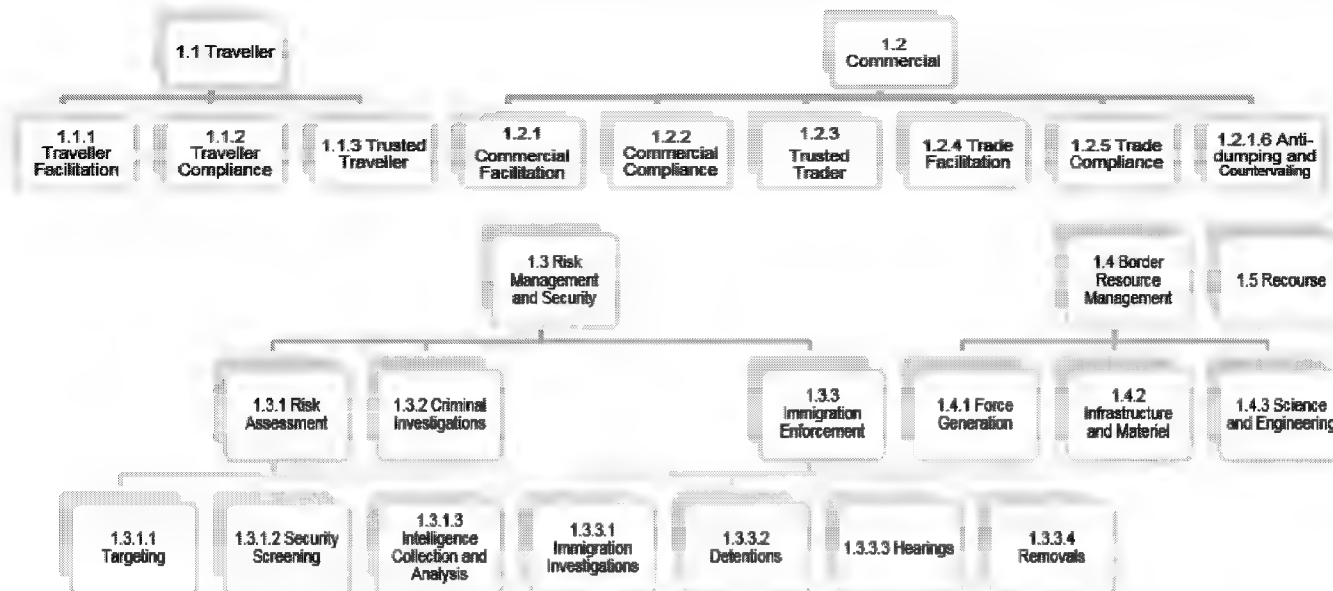 1.1 Traveller
1.2
Commercial
1.1.1
Traveller
Facilitation
1.1.2
Traveller
Compliance
1.1.3 Trusted
Traveller
1.2.1
Commercial
Facilitation
1.2.2
Commercial
Compliance
1.2.3
Trusted
Trader
1.2.4 Trade
Facilitation
1.2.5 Trade
Compliance
1.2.1.6 Anti-
dumping and
Countervailing
1.3 Risk
Management
and Security
1.4 Border
Resource
Management
1.5 Recourse
1.3.1 Risk
Assessment
1.3.2 Criminal
Investigations
1.3.3
Immigration
Enforcement
1.4.1 Force
Generation
1.4.2
Infrastructure
and Materiel
1.4.3 Science
and Engineering
1.3.1.1
Targeting
1.3.1.2 Security
Screening
1.3.1.3
Intelligence
Collection and
Analysis
1.3.3.1
Immigration
Investigations
1.3.3.2
Detentions
1.3.3.3 Hearings
1.3.3.4
Removals